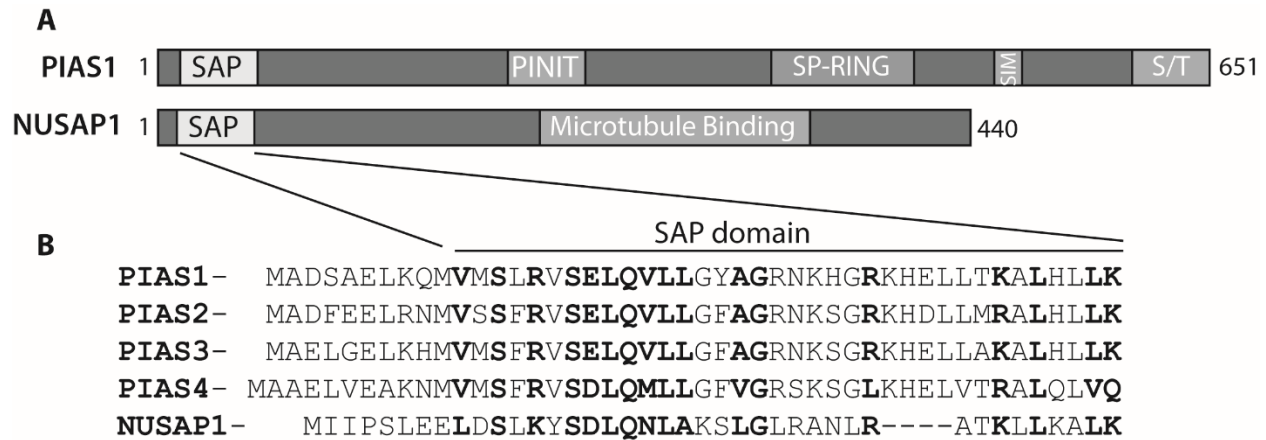 A
PIAS1 1 SAP PINIT SP-RING SIM S/T 651
NUSAP1 1 SAP Microtubule Binding 440
SAP domain
B
PIAS1- MADSAELKQMVMSLRVSELQVLLGYAGRNKHGRKHELLTKALHLLK
PIAS2- MADFEELRNMVSSFRVSELQVLLGFAGRNKSGRKHDLLMRALHLLK
PIAS3- MAELGELKHMVMSFRVSELQVLLGFAGRNKSGRKHELLAKALHLLK
PIAS4- MAAELVEAKNMVMSFRVSDLQMLLGFVGRSKSGLKHELVTRALQLVQ
NUSAP1- MIIPSLEELDSLKYSDLQNLAKSLGLRANLR----ATKLLKALK